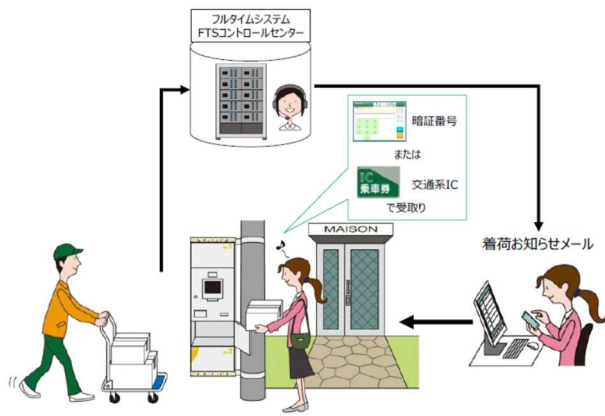 フルタイムシステム
FTSコントロールセンター
暗証番号
または
IC
乗車券
交通系IC
で受取り
MAISON
着荷お知らせメール